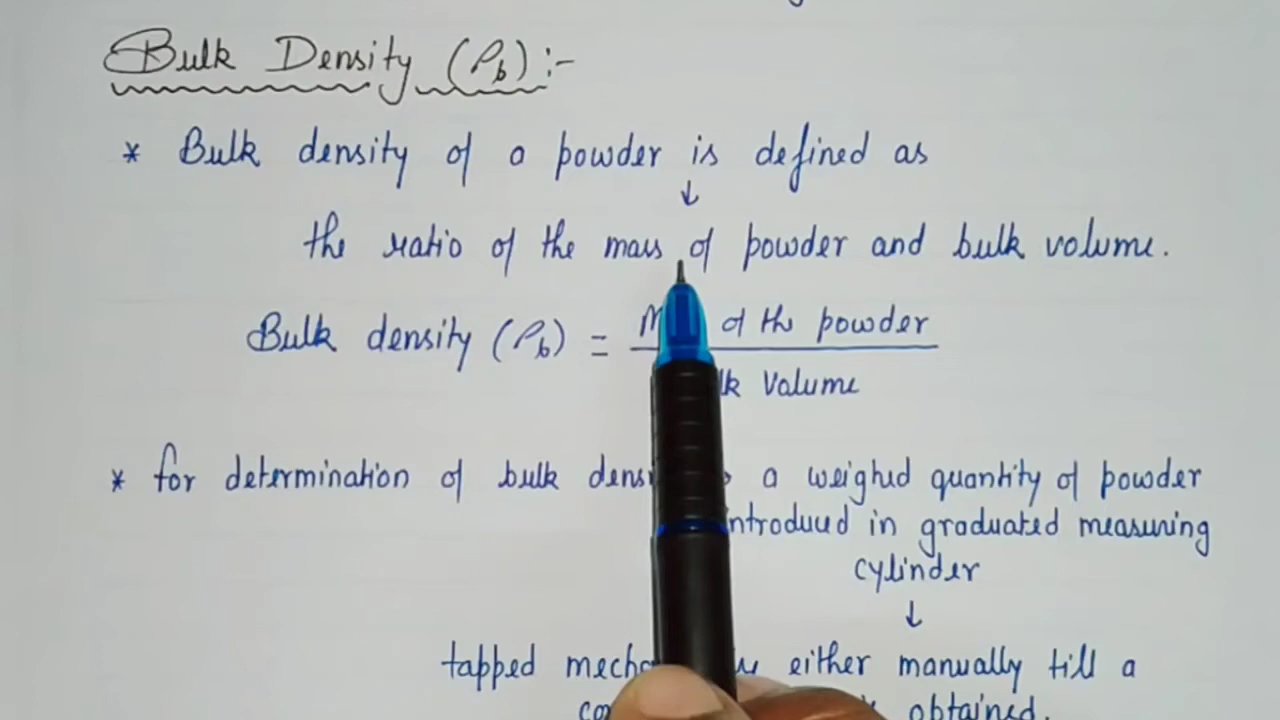 Bulk Density (ρb):-
* Bulk density of a powder is defined as
↓
the ratio of the mass of powder and bulk volume.
Bulk density (ρb) = of the powder
Volume
* for determination of bulk a weighed quantity of powder
introduced in graduated measuring
cylinder
↓
tapped either manually till a
obtained.